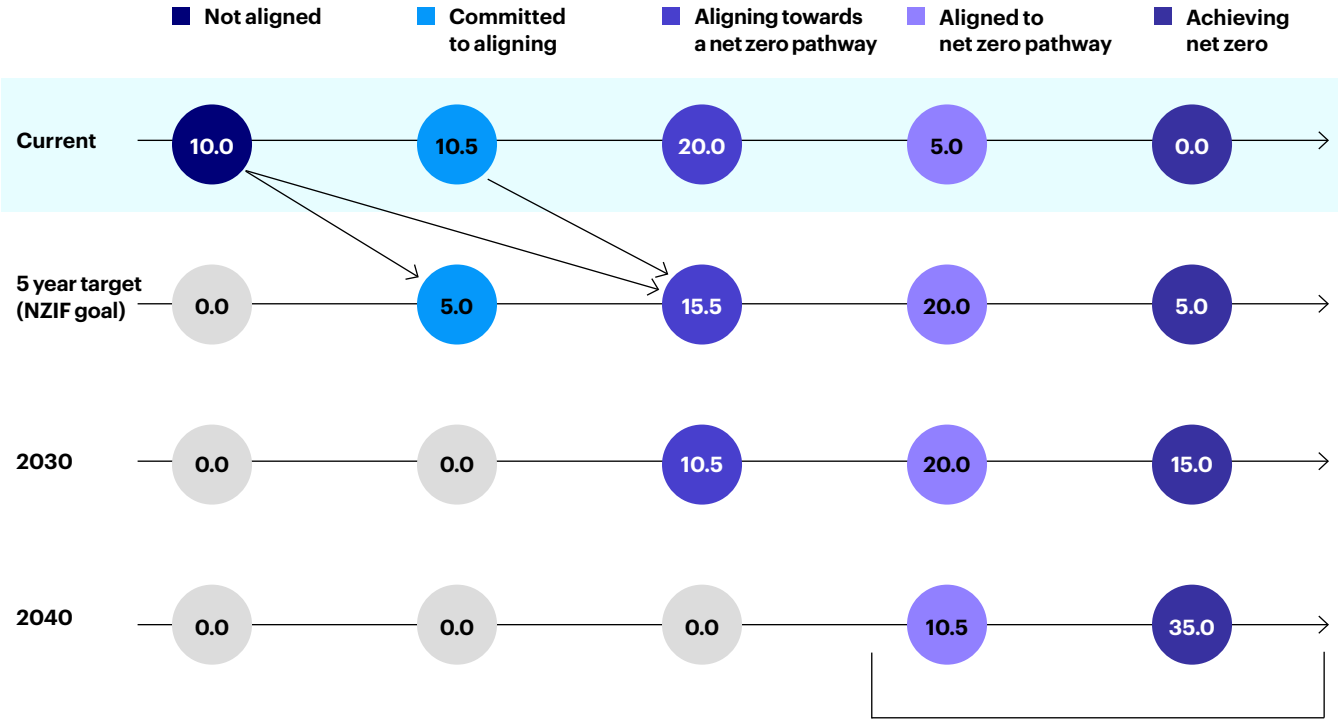 Not aligned
Committed
to aligning
Aligning towards
a net zero pathway
Aligned to
net zero pathway
Achieving
net zero
Current
10.0
10.5
20.0
5.0
0.0
5 year target
(NZIF goal)
0.0
5.0
15.5
20.0
5.0
2030
0.0
0.0
10.5
20.0
15.0
2040
0.0
0.0
0.0
10.5
35.0